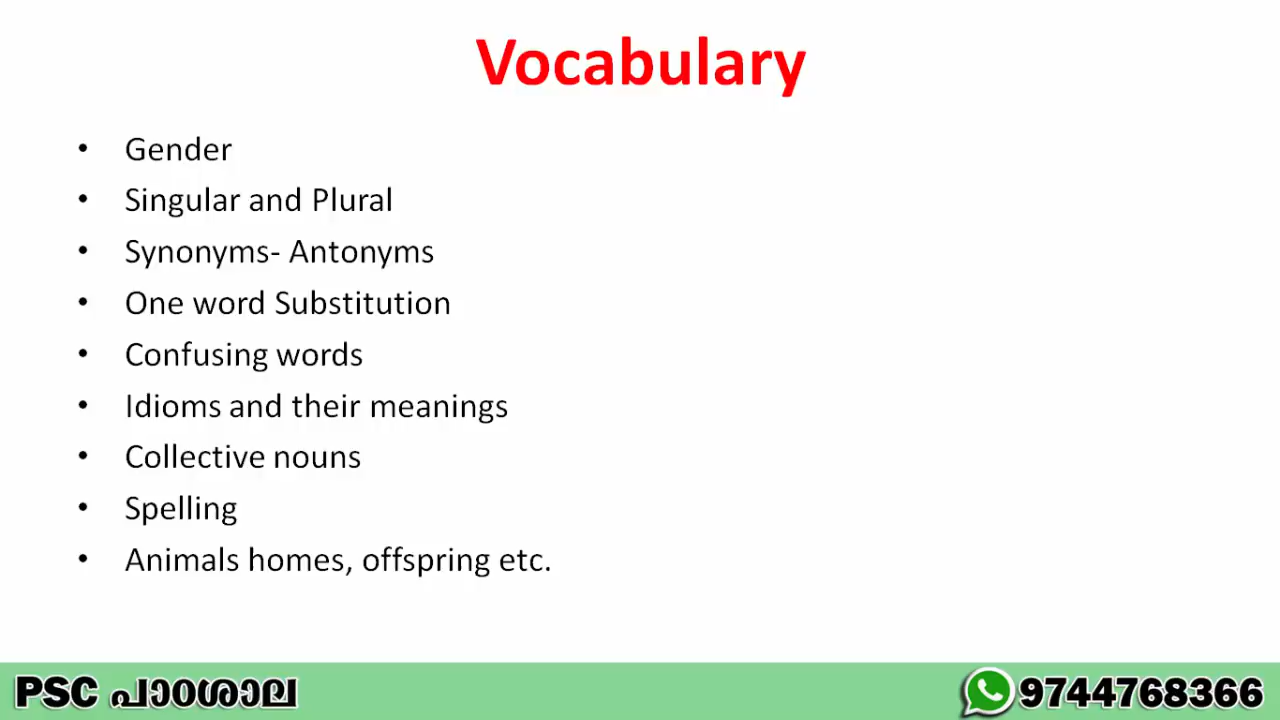 Vocabulary
• Gender
• Singular and Plural
• Synonyms- Antonyms
• One word Substitution
• Confusing words
• Idioms and their meanings
• Collective nouns
• Spelling
• Animals homes, offspring etc.
PSC പാഠശാല
9744768366